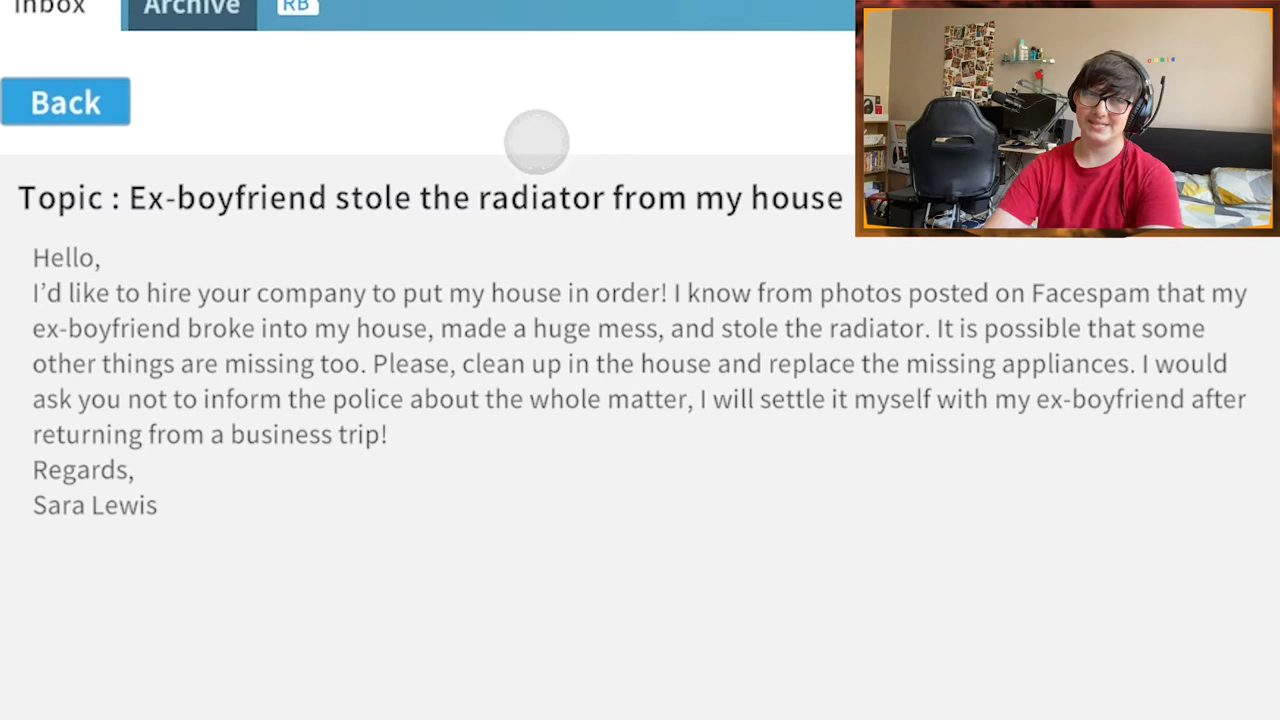 Inbox
Archive
RB
Back
Topic : Ex-boyfriend stole the radiator from my house
Hello,
I'd like to hire your company to put my house in order! I know from photos posted on Facespam that my
ex-boyfriend broke into my house, made a huge mess, and stole the radiator. It is possible that some
other things are missing too. Please, clean up in the house and replace the missing appliances. I would
ask you not to inform the police about the whole matter, I will settle it myself with my ex-boyfriend after
returning from a business trip!
Regards,
Sara Lewis